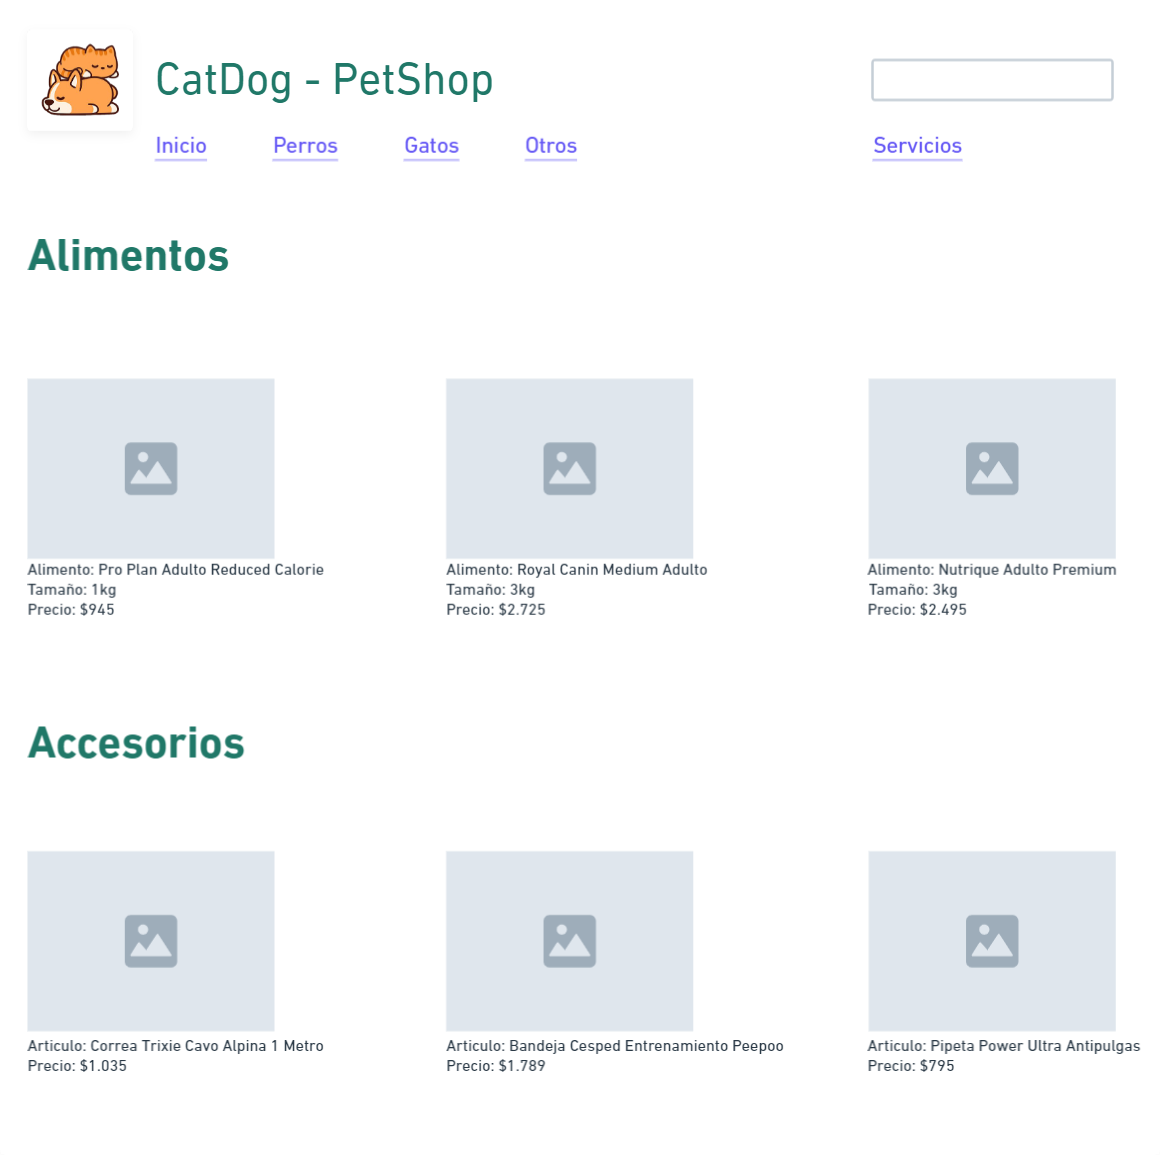 CatDog - PetShop
Inicio Perros Gatos Otros Servicios
Alimentos
Alimento: Pro Plan Adulto Reduced Calorie
Tamaño: 1kg
Precio: $945
Alimento: Royal Canin Medium Adulto
Tamaño: 3kg
Precio: $2.725
Alimento: Nutrique Adulto Premium
Tamaño: 3kg
Precio: $2.495
Accesorios
Articulo: Correa Trixie Cavo Alpina 1 Metro
Precio: $1.035
Articulo: Bandeja Cesped Entrenamiento Peepoo
Precio: $1.789
Articulo: Pipeta Power Ultra Antipulgas
Precio: $795